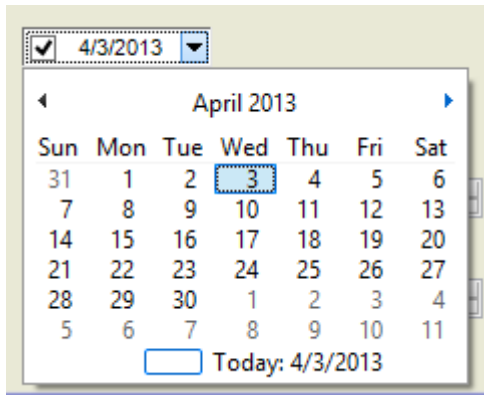 4/3/2013
April 2013
Sun Mon Tue Wed Thu Fri Sat
31 1 2 3 4 5 6
7 8 9 10 11 12 13
14 15 16 17 18 19 20
21 22 23 24 25 26 27
28 29 30 1 2 3 4
5 6 7 8 9 10 11
Today: 4/3/2013